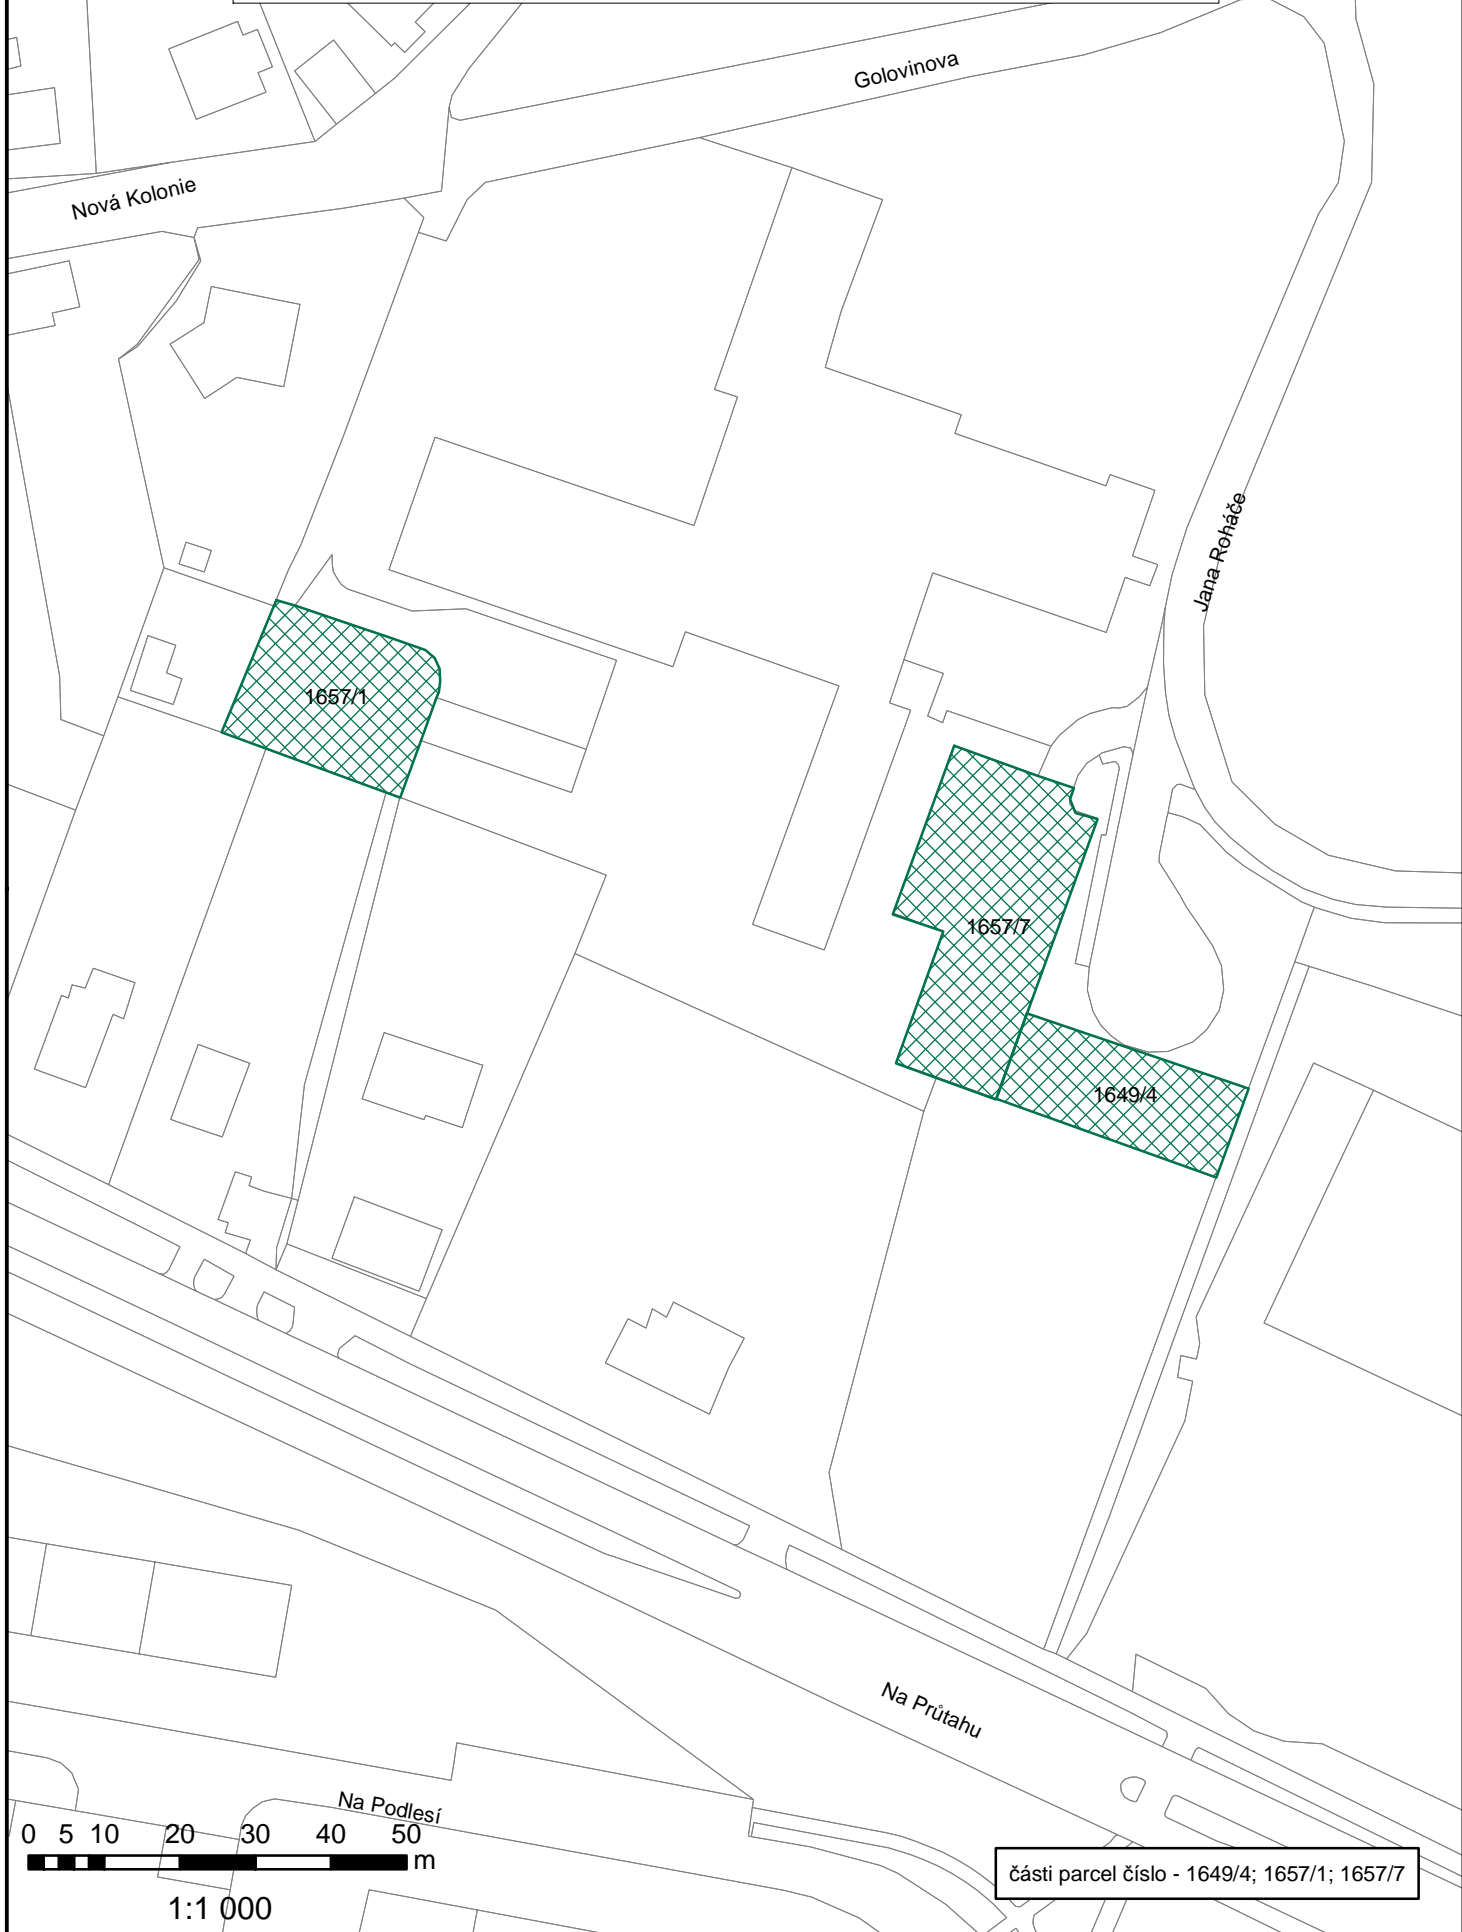 Golovinova
Nová Kolonie
Jana Roháče
1657/1
1657/7
1649/4
Na Průtahu
Na Podlesí
0 5 10 20 30 40 50
m
1:1 000
části parcel číslo - 1649/4; 1657/1; 1657/7